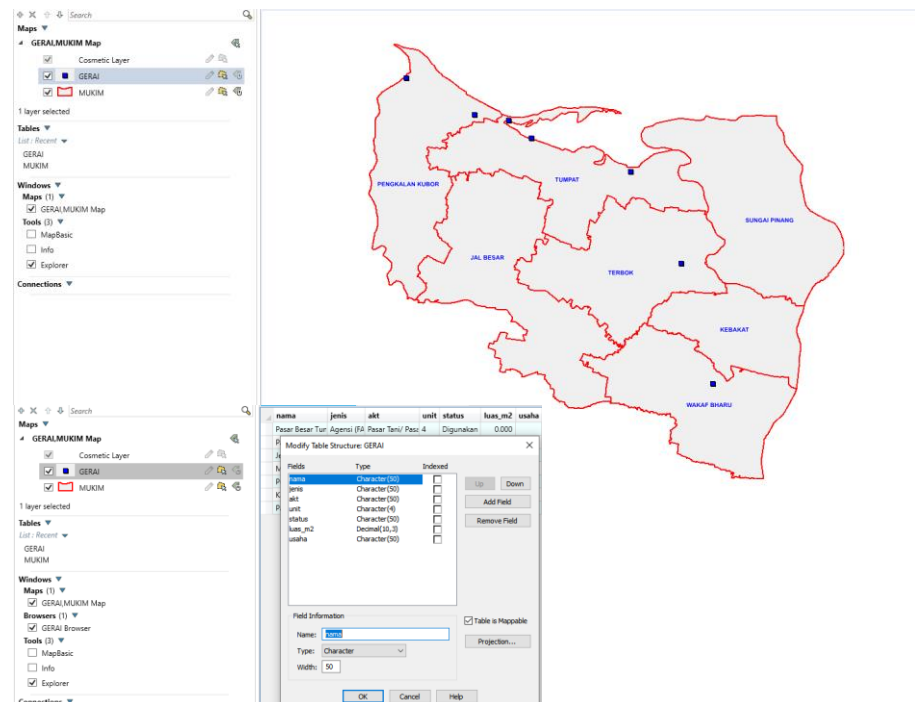 Search
Maps
GERAI,MUKIM Map
Cosmetic Layer
GERAI
MUKIM
1 layer selected
Tables
List : Recent
GERAI
MUKIM
Windows
Maps (1)
GERAI,MUKIM Map
Tools (3)
MapBasic
Info
Explorer
Connections
PENGKALAN KUBOR
TUMPAT
SUNGAI PINANG
JAL BESAR
TERBOK
KEBAKAT
WAKAF BHARU
Search
Maps
GERAI,MUKIM Map
Cosmetic Layer
GERAI
MUKIM
1 layer selected
Tables
List : Recent
GERAI
MUKIM
Windows
Maps (1)
GERAI,MUKIM Map
Browsers (1)
GERAI Browser
Tools (3)
MapBasic
Info
Explorer
Connections
nama jenis akt unit status luas_m2 usaha
Pasar Besar Tur Agensi (FA Pasar Tani/ Pasa 4 Digunakan 0.000
Modify Table Structure: GERAI
Fields Type Indexed
nama Character(50)
jenis Character(50)
akt Character(50)
unit Character(4)
status Character(50)
luas_m2 Decimal(10,3)
usaha Character(50)
Up Down
Add Field
Remove Field
Field Information
Table is Mappable
Name: nama
Projection...
Type: Character
Width: 50
OK Cancel Help